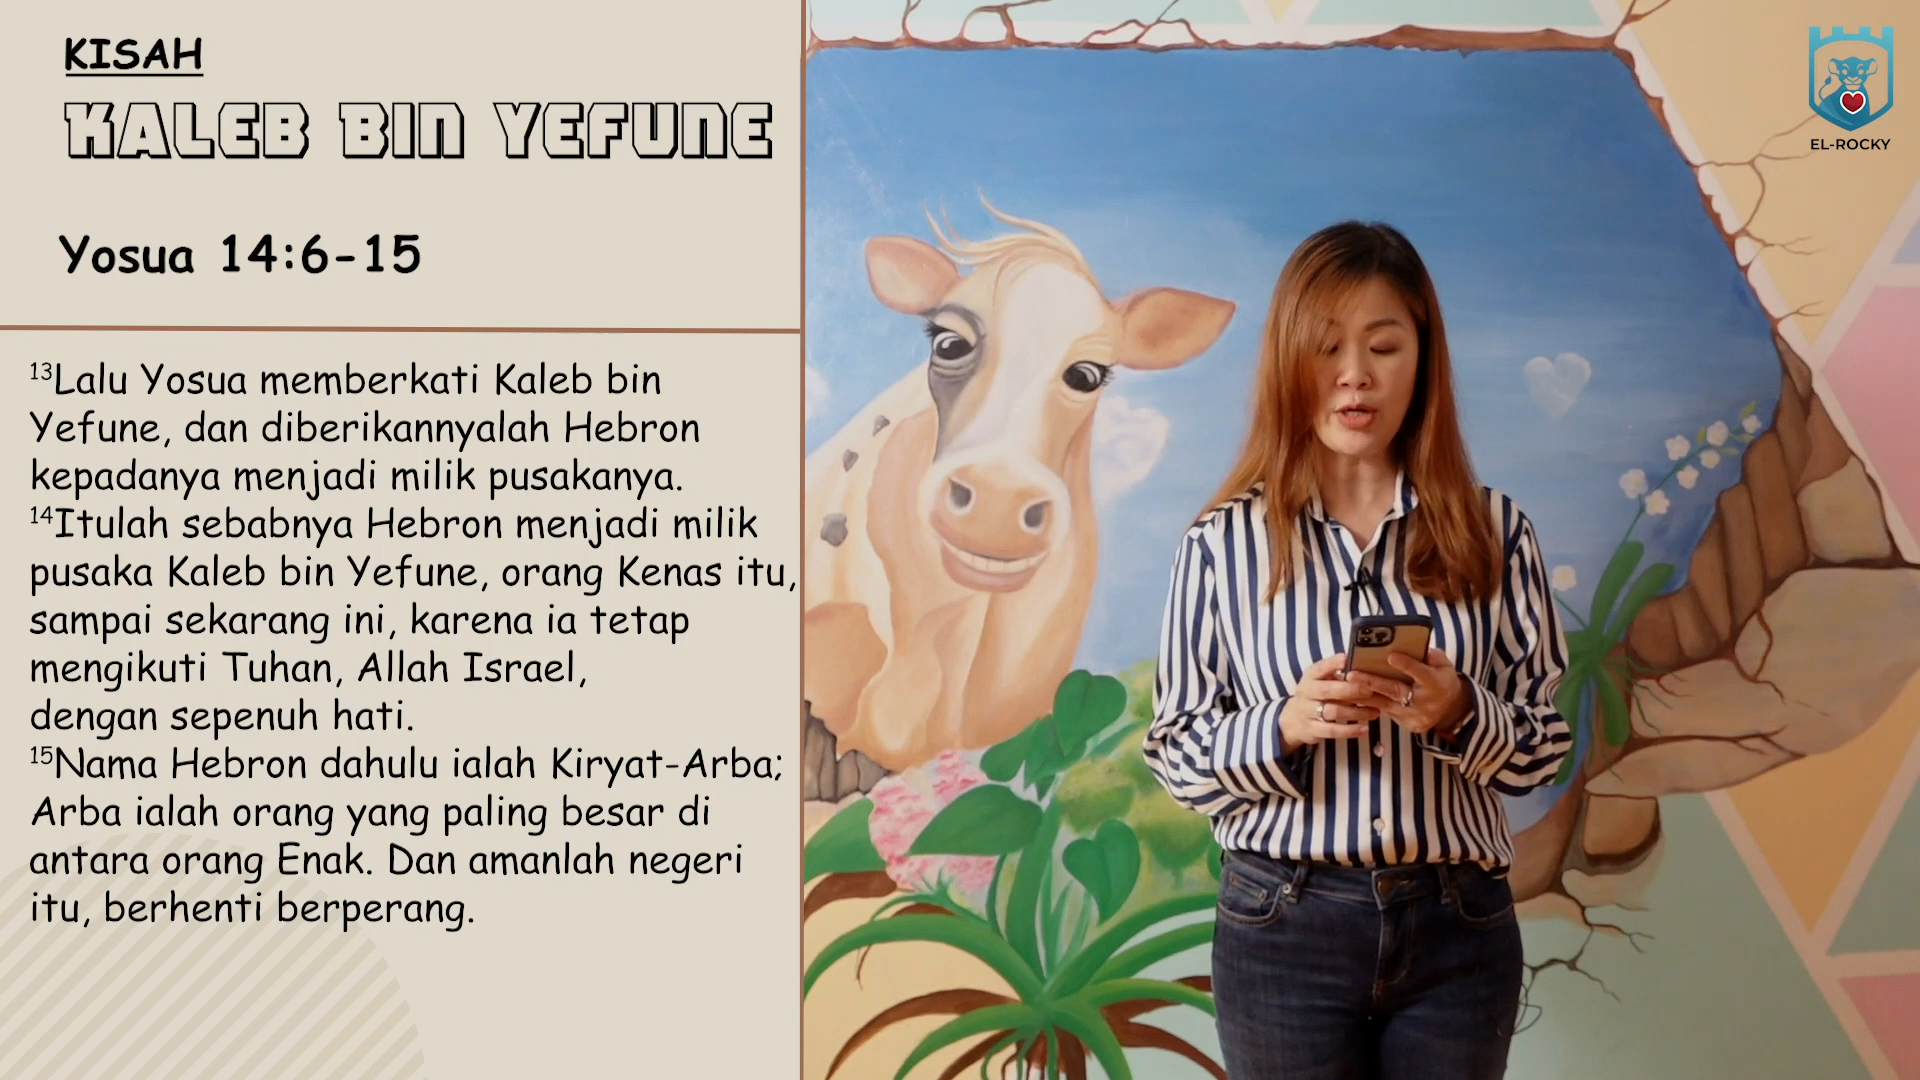 KISAH
KALEB BIN YEFUNE
Yosua 14:6-15
13Lalu Yosua memberkati Kaleb bin
Yefune, dan diberikannyalah Hebron
kepadanya menjadi milik pusakanya.
14Itulah sebabnya Hebron menjadi milik
pusaka Kaleb bin Yefune, orang Kenas itu,
sampai sekarang ini, karena ia tetap
mengikuti Tuhan, Allah Israel,
dengan sepenuh hati.
15Nama Hebron dahulu ialah Kiryat-Arba;
Arba ialah orang yang paling besar di
antara orang Enak. Dan amanlah negeri
itu, berhenti berperang.
EL-ROCKY